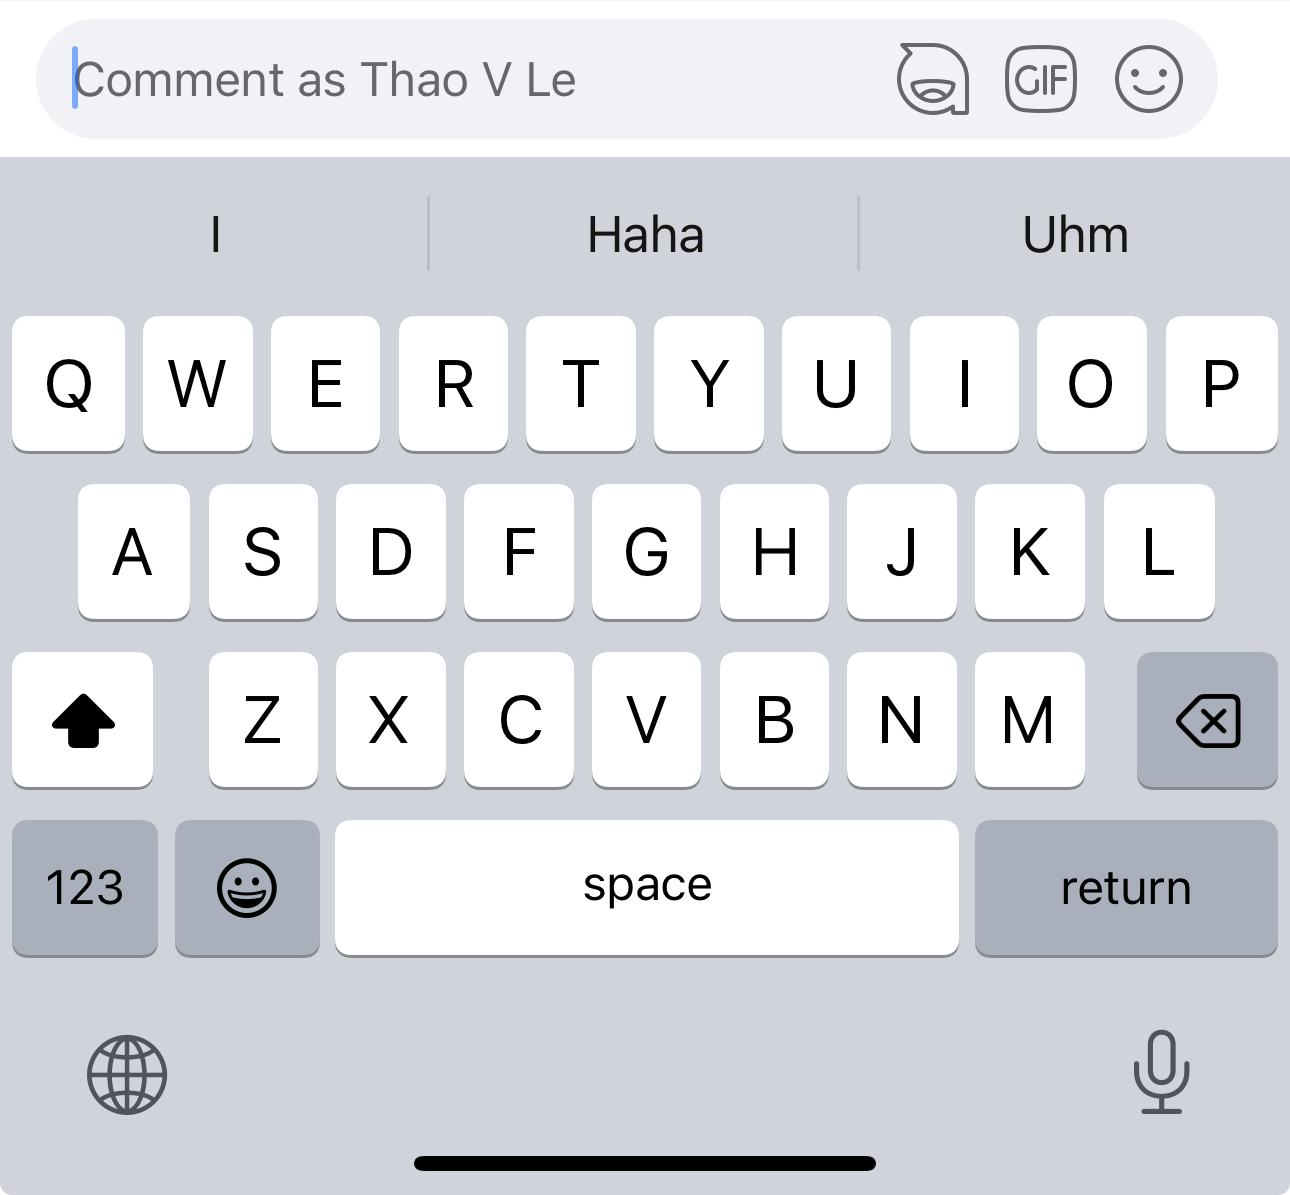 Comment as Thao V Le GIF
I Haha Uhm
Q W E R T Y U I O P
A S D F G H J K L
Z X C V B N M
123 space return